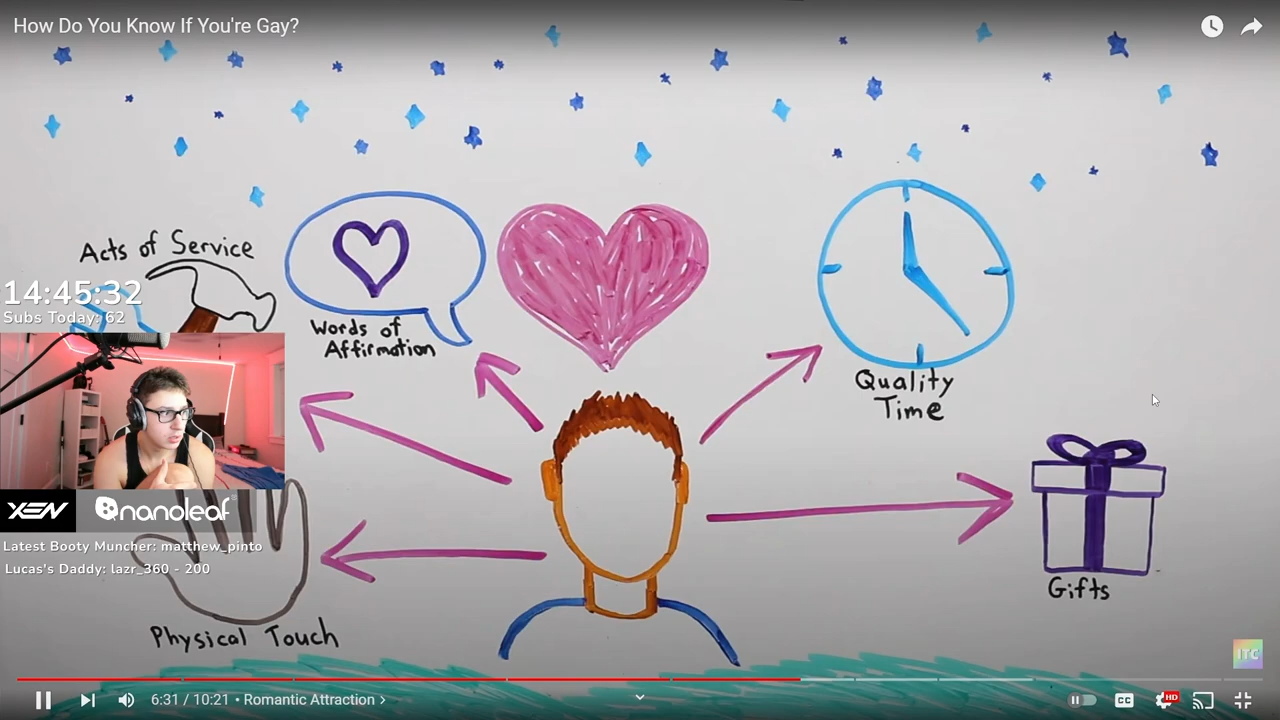 How Do You Know If You're Gay?
Acts of Service
14:45:32
Subs Today: 62
Words of
Affirmation
Quality
Time
XEN
nanoleaf
Latest Booty Muncher: matthew_pinto
Lucas's Daddy: lazr_360 - 200
Gifts
Physical Touch
ITC
6:31 / 10:21 • Romantic Attraction
CC
HD